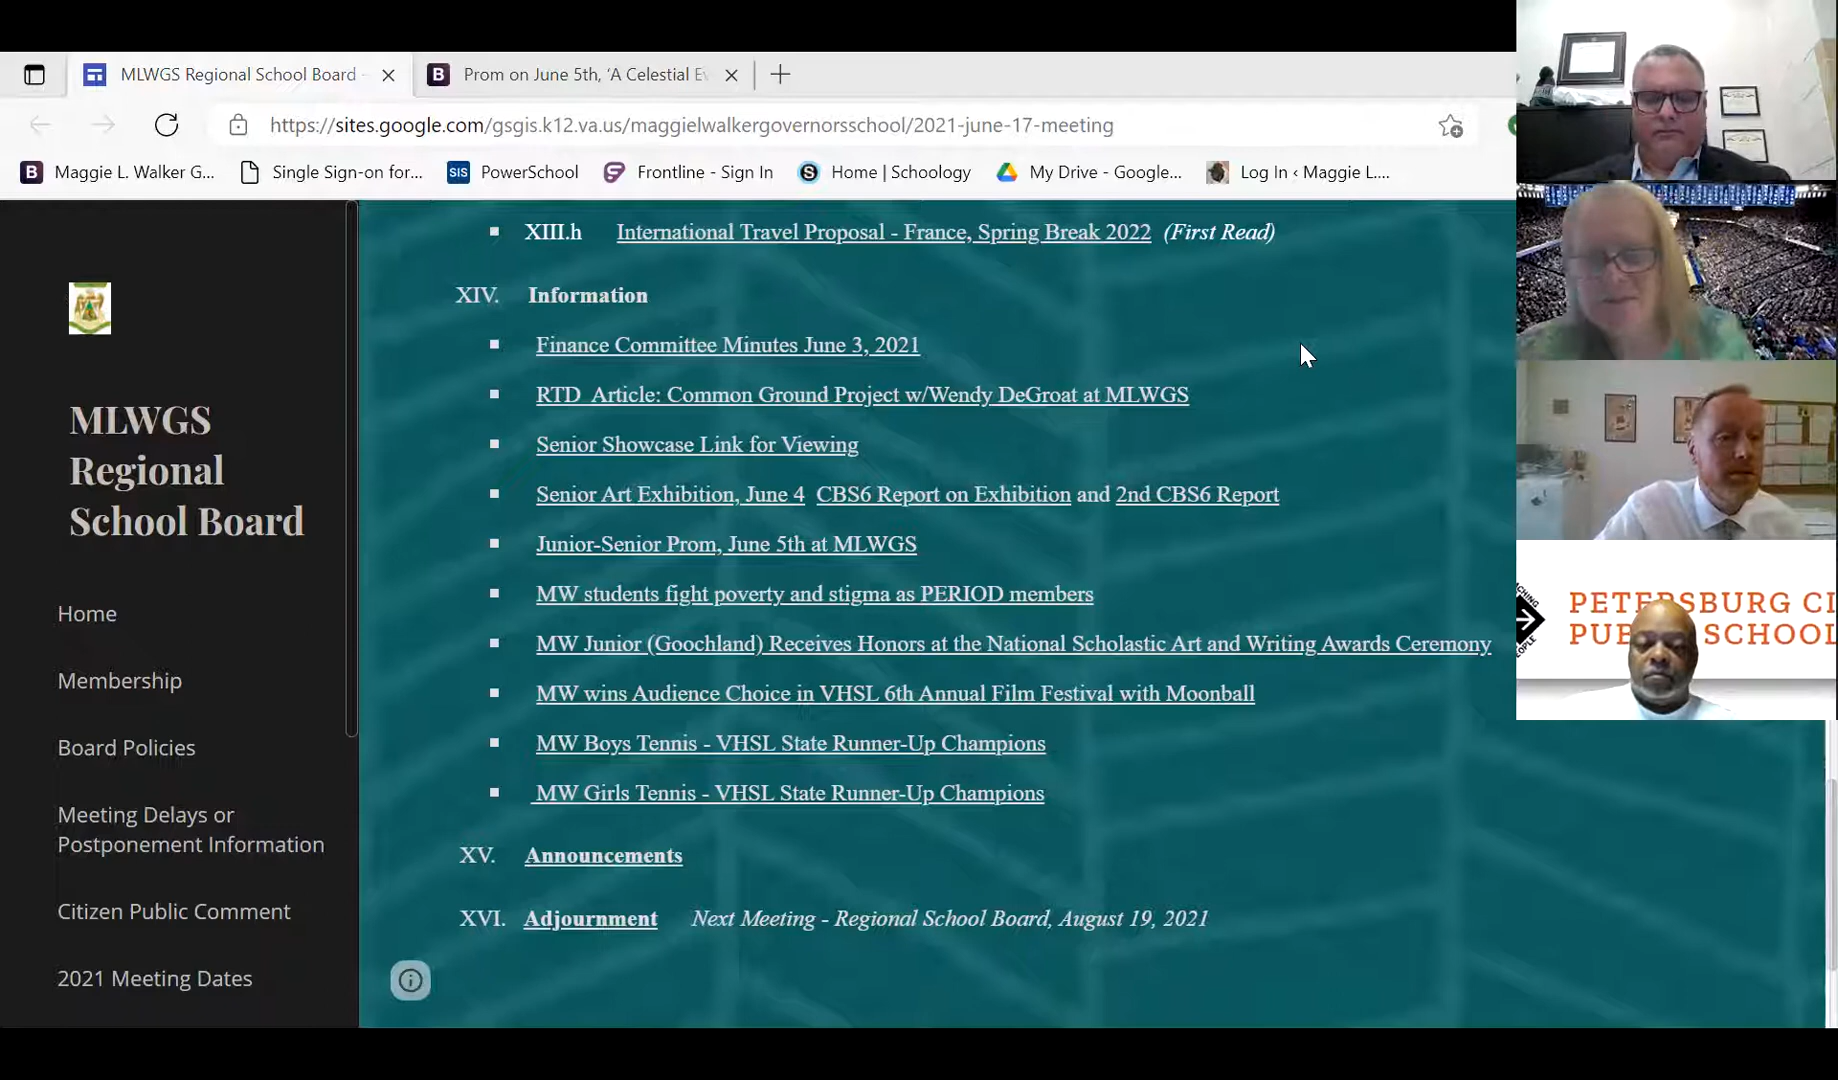 MLWGS Regional School Board -
Prom on June 5th, ‘A Celestial Ev
https://sites.google.com/gsgis.k12.va.us/maggielwalkergovernorsschool/2021-june-17-meeting
B Maggie L. Walker G... Single Sign-on for... SIS PowerSchool Frontline - Sign In S Home | Schoology My Drive - Google... Log In ‹ Maggie L....
MLWGS
Regional
School Board
Home
Membership
Board Policies
Meeting Delays or
Postponement Information
Citizen Public Comment
2021 Meeting Dates
XIII.h International Travel Proposal - France, Spring Break 2022 (First Read)
XIV. Information
Finance Committee Minutes June 3, 2021
RTD Article: Common Ground Project w/Wendy DeGroat at MLWGS
Senior Showcase Link for Viewing
Senior Art Exhibition, June 4 CBS6 Report on Exhibition and 2nd CBS6 Report
Junior-Senior Prom, June 5th at MLWGS
MW students fight poverty and stigma as PERIOD members
MW Junior (Goochland) Receives Honors at the National Scholastic Art and Writing Awards Ceremony
MW wins Audience Choice in VHSL 6th Annual Film Festival with Moonball
MW Boys Tennis - VHSL State Runner-Up Champions
MW Girls Tennis - VHSL State Runner-Up Champions
XV. Announcements
XVI. Adjournment Next Meeting - Regional School Board, August 19, 2021
PETERSBURG CI
PUB SCHOOL